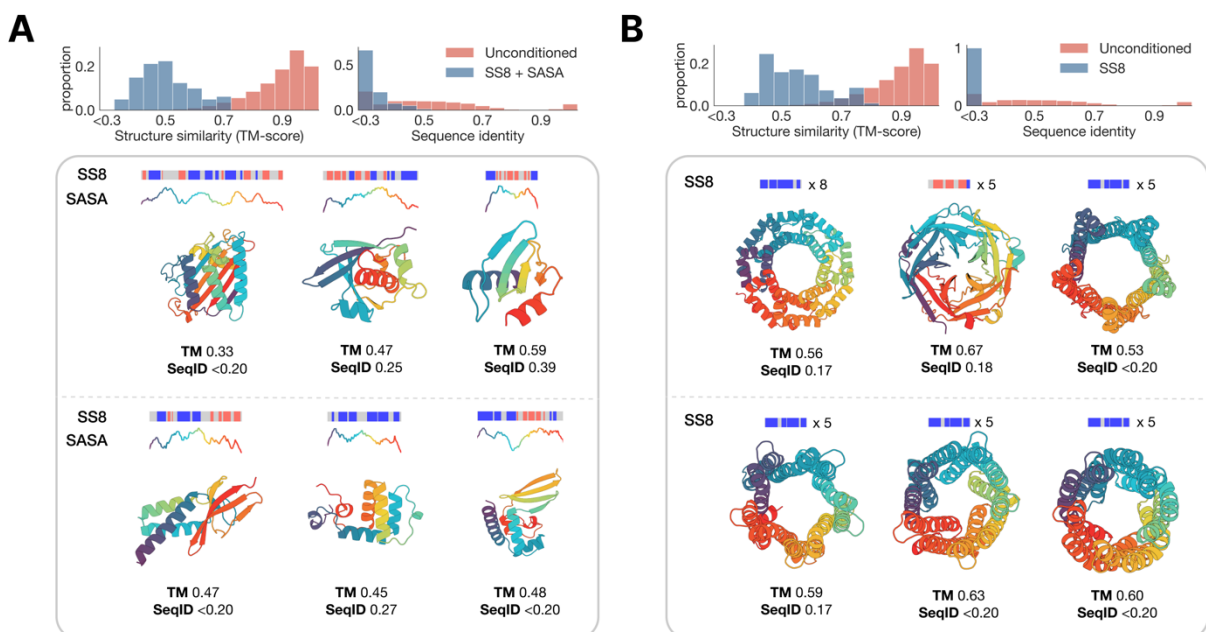 A
proportion
0.2
0.0
<0.3 0.5 0.7 0.9
Structure similarity (TM-score)
0.5
0.0
<0.3 0.5 0.7 0.9
Sequence identity
Unconditioned
SS8 + SASA
SS8
SASA
TM 0.33
SeqID <0.20
TM 0.47
SeqID 0.25
TM 0.59
SeqID 0.39
SS8
SASA
TM 0.47
SeqID <0.20
TM 0.45
SeqID 0.27
TM 0.48
SeqID <0.20
B
proportion
0.2
0.0
<0.3 0.5 0.7 0.9
Structure similarity (TM-score)
1
0
<0.3 0.5 0.7 0.9
Sequence identity
Unconditioned
SS8
SS8
x 8
x 5
x 5
TM 0.56
SeqID 0.17
TM 0.67
SeqID 0.18
TM 0.53
SeqID <0.20
SS8
x 5
x 5
x 5
TM 0.59
SeqID 0.17
TM 0.63
SeqID <0.20
TM 0.60
SeqID <0.20